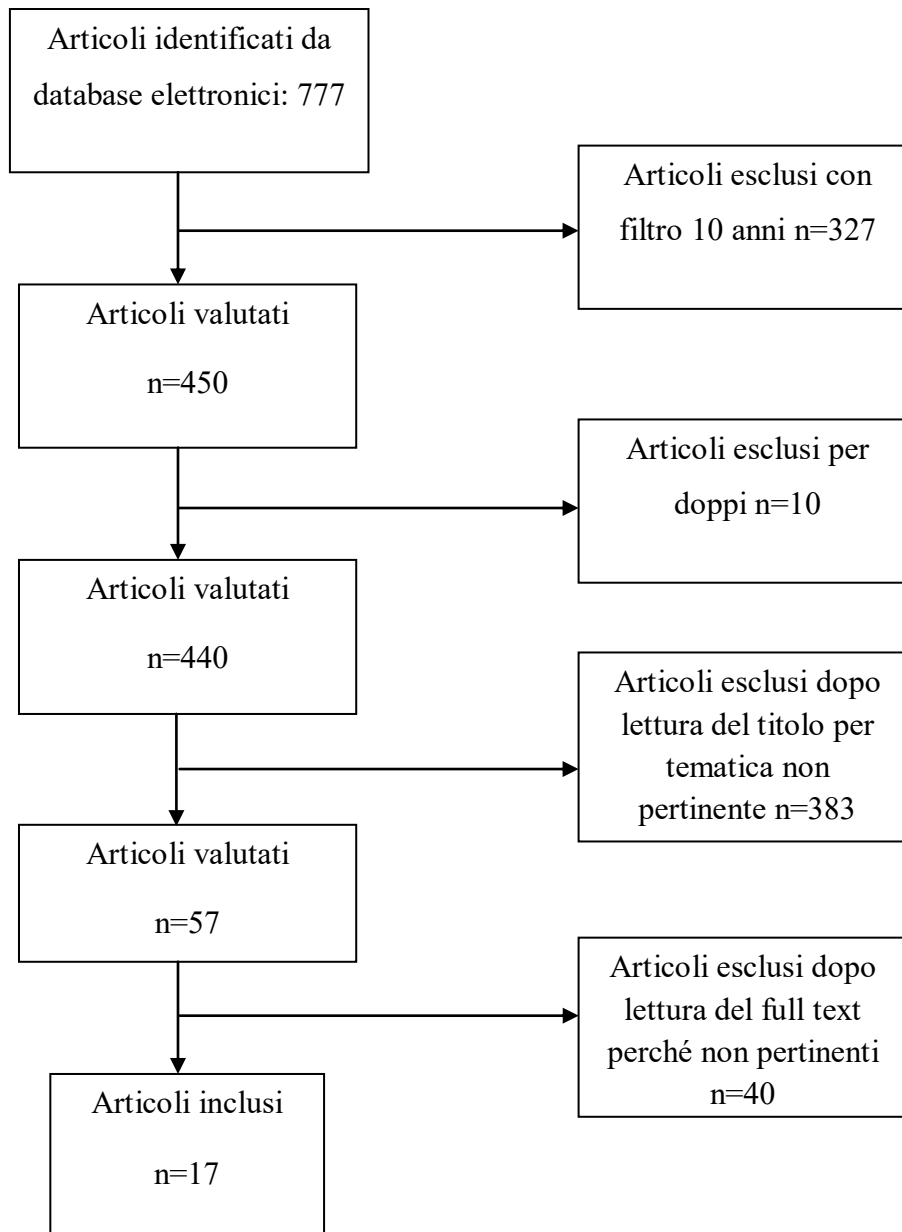 Articoli identificati da
database elettronici: 777
Articoli esclusi con
filtro 10 anni n=327
Articoli valutati
n=450
Articoli esclusi per
doppi n=10
Articoli valutati
n=440
Articoli esclusi dopo
lettura del titolo per
tematica non
pertinente n=383
Articoli valutati
n=57
Articoli esclusi dopo
lettura del full text
perché non pertinenti
n=40
Articoli inclusi
n=17